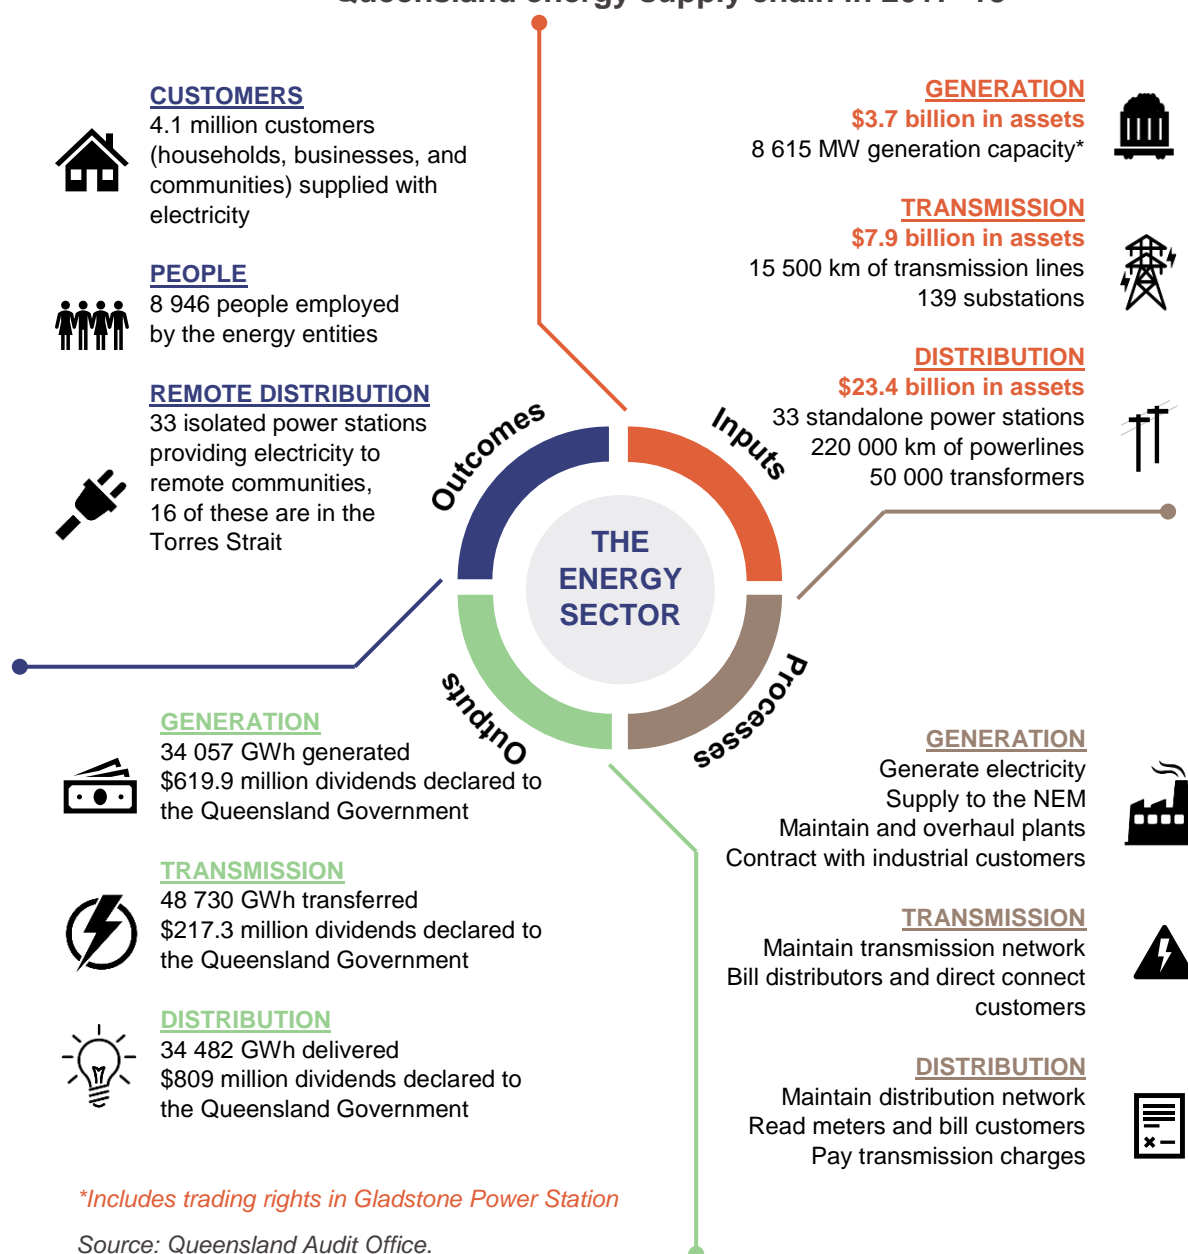 CUSTOMERS
4.1 million customers
(households, businesses, and
communities) supplied with
electricity
PEOPLE
8 946 people employed
by the energy entities
REMOTE DISTRIBUTION
33 isolated power stations
providing electricity to
remote communities,
16 of these are in the
Torres Strait
GENERATION
$3.7 billion in assets
8 615 MW generation capacity*
TRANSMISSION
$7.9 billion in assets
15 500 km of transmission lines
139 substations
DISTRIBUTION
$23.4 billion in assets
33 standalone power stations
220 000 km of powerlines
50 000 transformers
Outcomes
Inputs
THE
ENERGY
SECTOR
Outputs
Processes
GENERATION
34 057 GWh generated
$619.9 million dividends declared to
the Queensland Government
TRANSMISSION
48 730 GWh transferred
$217.3 million dividends declared to
the Queensland Government
DISTRIBUTION
34 482 GWh delivered
$809 million dividends declared to
the Queensland Government
GENERATION
Generate electricity
Supply to the NEM
Maintain and overhaul plants
Contract with industrial customers
TRANSMISSION
Maintain transmission network
Bill distributors and direct connect
customers
DISTRIBUTION
Maintain distribution network
Read meters and bill customers
Pay transmission charges
*Includes trading rights in Gladstone Power Station
Source: Queensland Audit Office.